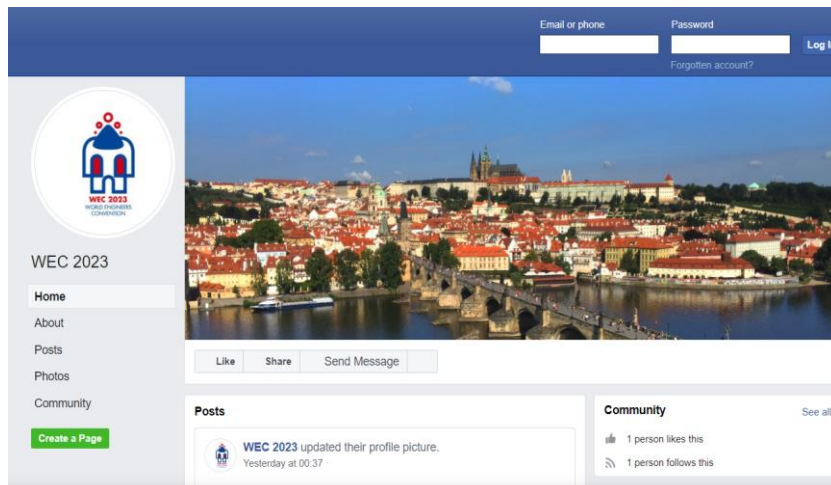 Email or phone
Password
Forgotten account?
WEC 2023
WORLD ENGINEERS
CONVENTION
WEC 2023
Home
About
Posts
Photos
Community
Create a Page
Like Share Send Message
Posts
WEC 2023 updated their profile picture.
Yesterday at 00:37 ·
Community
See all
1 person likes this
1 person follows this